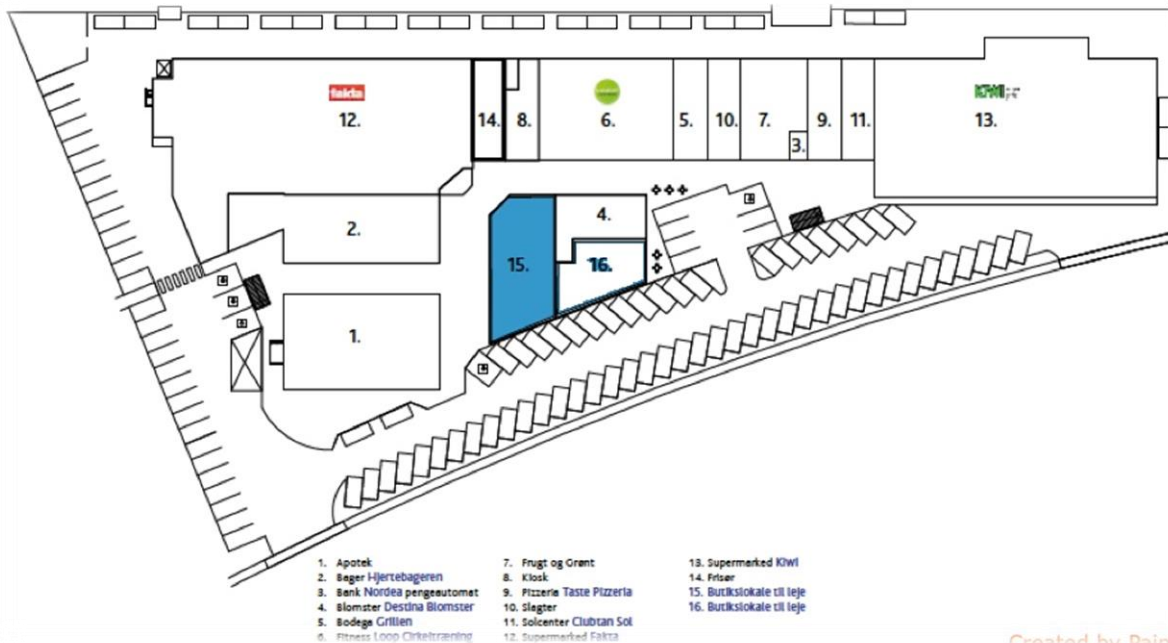 fakta
KIWI
12.
14.
8.
6.
5.
10.
7.
3.
9.
11.
13.
2.
4.
15.
16.
1.
1. Apotek
2. Bager Hjertebageren
3. Bank Nordea pengeautomat
4. Blomster Destina Blomster
5. Bodega Grillen
6. Fitness Loop Cirkeltræning
7. Frugt og Grønt
8. Kiosk
9. Pizzeria Taste Pizzeria
10. Slagter
11. Solcenter Clubtan Sol
12. Supermarked Fakta
13. Supermarked Kiwi
14. Frisør
15. Butikslokale til leje
16. Butikslokale til leje
Created by